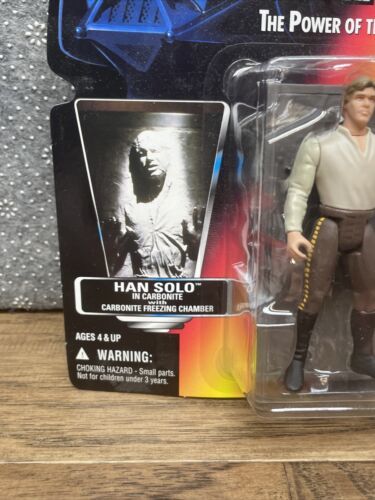 THE POWER OF TH
HAN SOLO™
IN CARBONITE
with
CARBONITE FREEZING CHAMBER
AGES 4 & UP
⚠ WARNING:
CHOKING HAZARD - Small parts.
Not for children under 3 years.